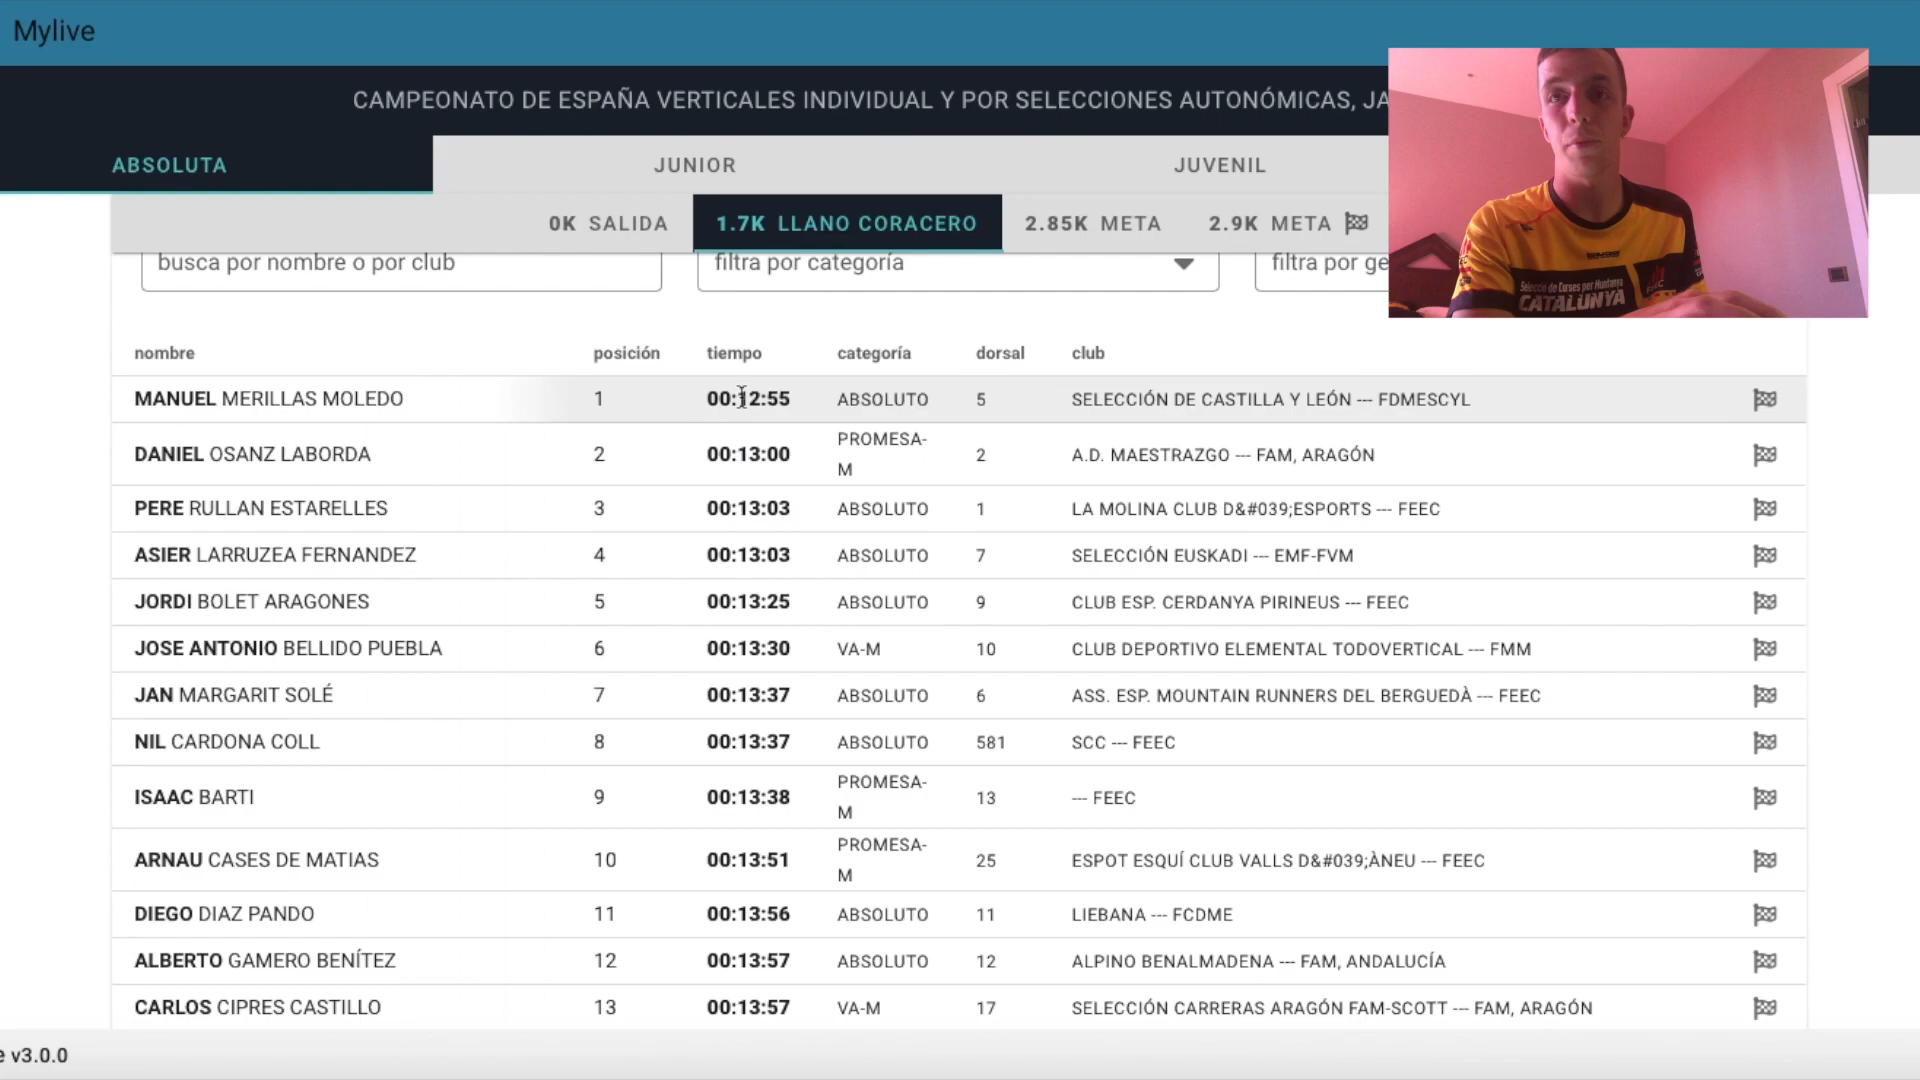 Mylive
CAMPEONATO DE ESPAÑA VERTICALES INDIVIDUAL Y POR SELECCIONES AUTONÓMICAS, JA
ABSOLUTA JUNIOR JUVENIL
0K SALIDA 1.7K LLANO CORACERO 2.85K META 2.9K META
busca por nombre o por club filtra por categoría filtra por ge
Selecció de Curses per Muntanya
CATALUNYA
nombre posición tiempo categoría dorsal club
MANUEL MERILLAS MOLEDO 1 00:12:55 ABSOLUTO 5 SELECCIÓN DE CASTILLA Y LEÓN --- FDMESCYL
DANIEL OSANZ LABORDA 2 00:13:00 PROMESA-M 2 A.D. MAESTRAZGO --- FAM, ARAGÓN
PERE RULLAN ESTARELLES 3 00:13:03 ABSOLUTO 1 LA MOLINA CLUB D&#039;ESPORTS --- FEEC
ASIER LARRUZEA FERNANDEZ 4 00:13:03 ABSOLUTO 7 SELECCIÓN EUSKADI --- EMF-FVM
JORDI BOLET ARAGONES 5 00:13:25 ABSOLUTO 9 CLUB ESP. CERDANYA PIRINEUS --- FEEC
JOSE ANTONIO BELLIDO PUEBLA 6 00:13:30 VA-M 10 CLUB DEPORTIVO ELEMENTAL TODOVERTICAL --- FMM
JAN MARGARIT SOLÉ 7 00:13:37 ABSOLUTO 6 ASS. ESP. MOUNTAIN RUNNERS DEL BERGUEDÀ --- FEEC
NIL CARDONA COLL 8 00:13:37 ABSOLUTO 581 SCC --- FEEC
ISAAC BARTI 9 00:13:38 PROMESA-M 13 --- FEEC
ARNAU CASES DE MATIAS 10 00:13:51 PROMESA-M 25 ESPOT ESQUÍ CLUB VALLS D&#039;ÀNEU --- FEEC
DIEGO DIAZ PANDO 11 00:13:56 ABSOLUTO 11 LIEBANA --- FCDME
ALBERTO GAMERO BENÍTEZ 12 00:13:57 ABSOLUTO 12 ALPINO BENALMADENA --- FAM, ANDALUCÍA
CARLOS CIPRES CASTILLO 13 00:13:57 VA-M 17 SELECCIÓN CARRERAS ARAGÓN FAM-SCOTT --- FAM, ARAGÓN
e v3.0.0